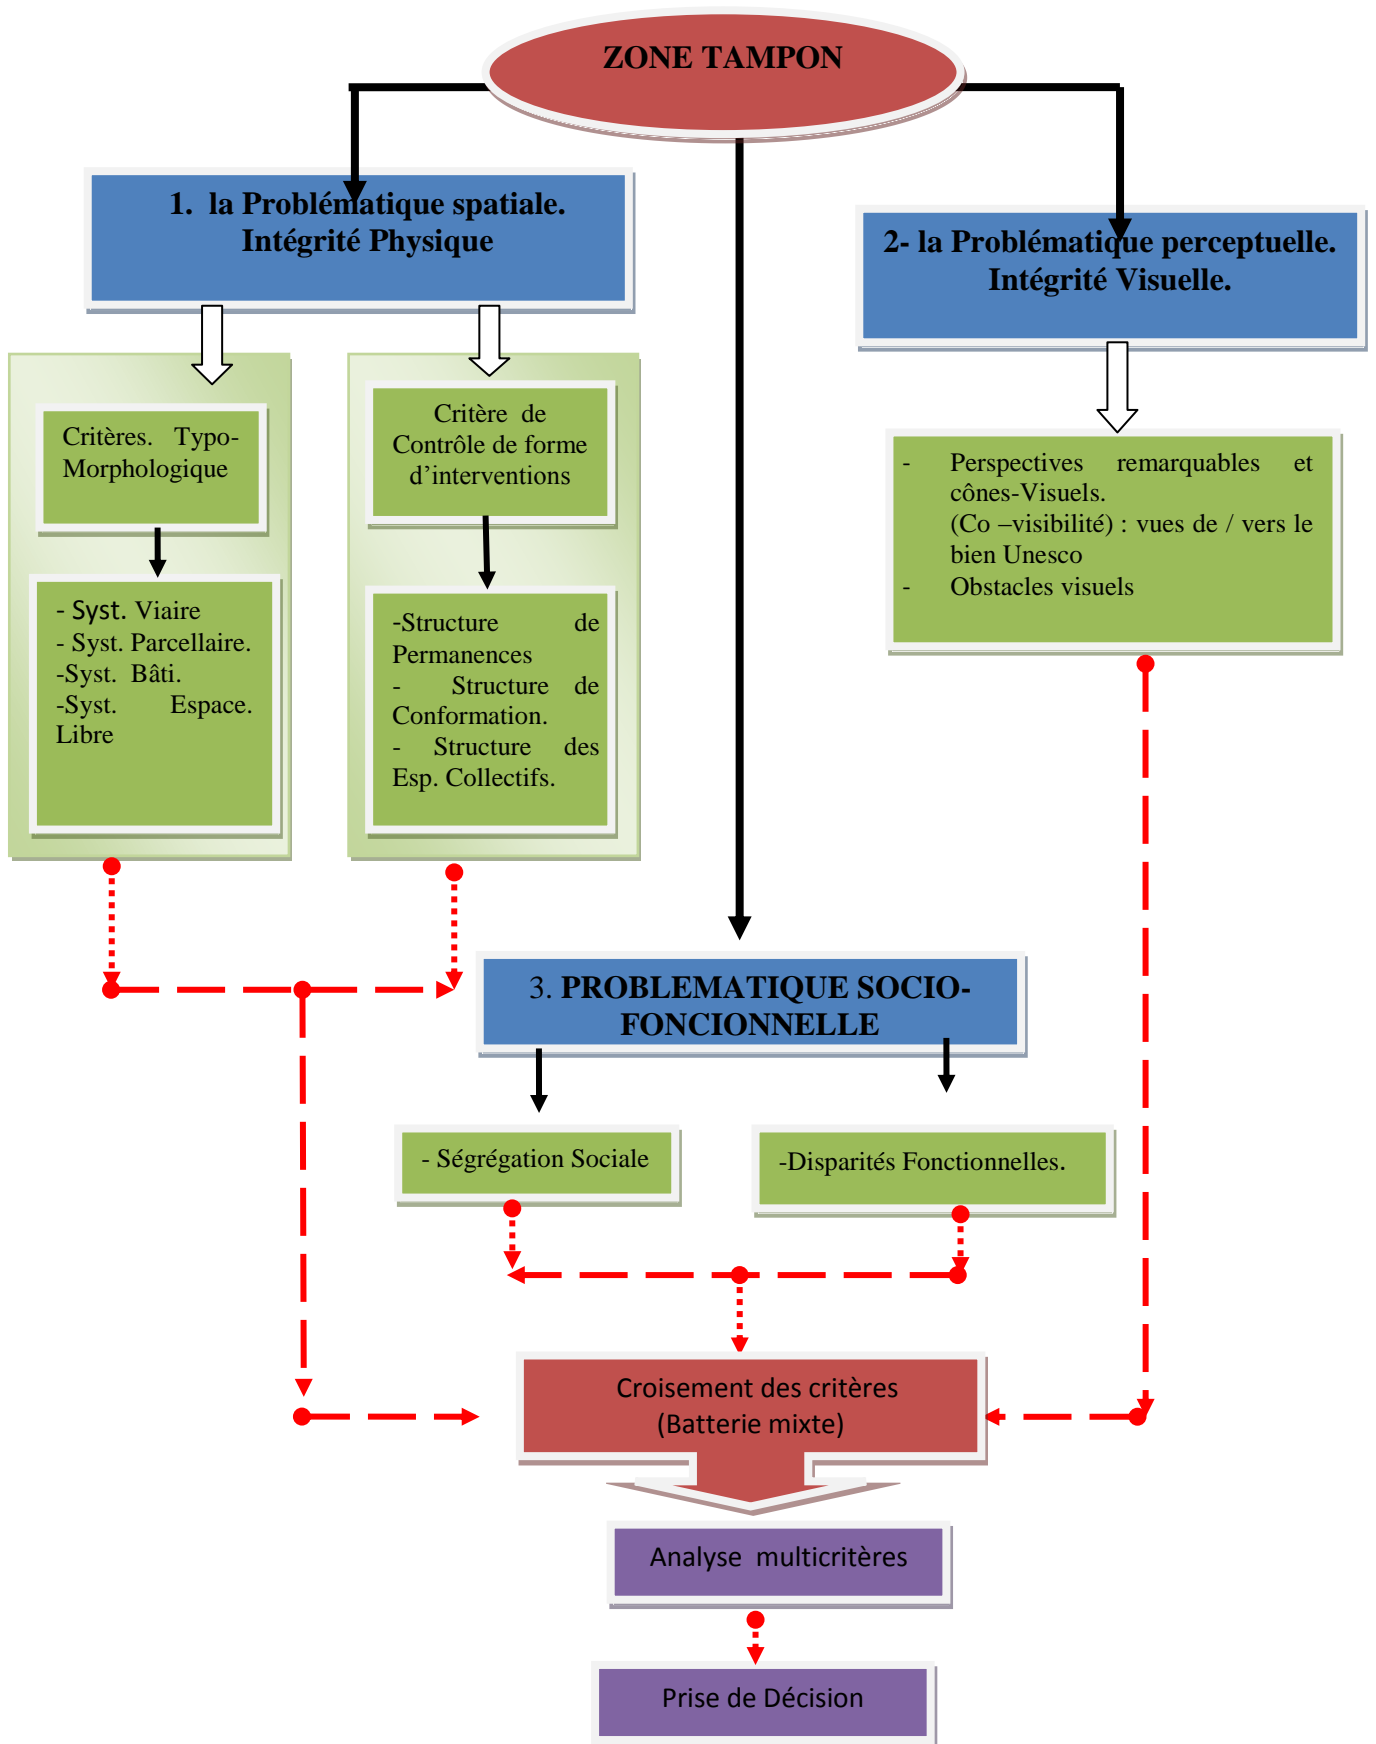 ZONE TAMPON
1. la Problématique spatiale.
Intégrité Physique
2- la Problématique perceptuelle.
Intégrité Visuelle.
Critères. Typo-
Morphologique
Critère de
Contrôle de forme
d’interventions
- Perspectives remarquables et
cônes-Visuels.
(Co –visibilité) : vues de / vers le
bien Unesco
- Obstacles visuels
- Syst. Viaire
- Syst. Parcellaire.
-Syst. Bâti.
-Syst. Espace.
Libre
-Structure de
Permanences
- Structure de
Conformation.
- Structure des
Esp. Collectifs.
3. PROBLEMATIQUE SOCIO-
FONCIONNELLE
- Ségrégation Sociale
-Disparités Fonctionnelles.
Croisement des critères
(Batterie mixte)
Analyse multicritères
Prise de Décision